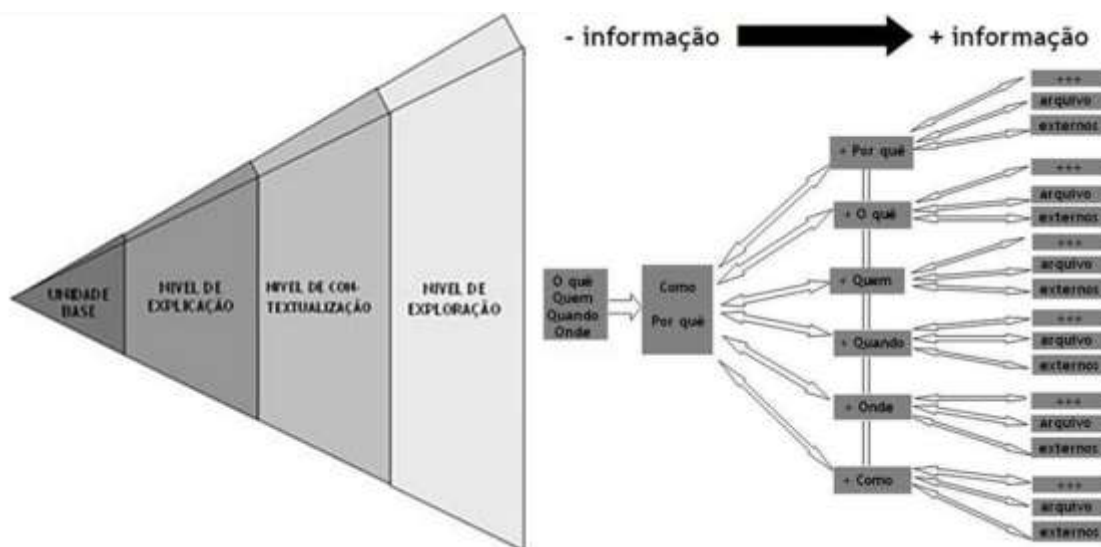 - informação
+ informação
UNIDADE
BASE
NIVEL DE
EXPLICAÇÃO
NIVEL DE CON-
TEXTUALIZAÇÃO
NIVEL DE
EXPLORAÇÃO
O quê
Quem
Quando
Onde
Como
Por quê
+ Por quê
+ O quê
+ Quem
+ Quando
+ Onde
+ Como
+++
arquivo
externos
+++
arquivo
externos
+++
arquivo
externos
+++
arquivo
externos
+++
arquivo
externos
+++
arquivo
externos